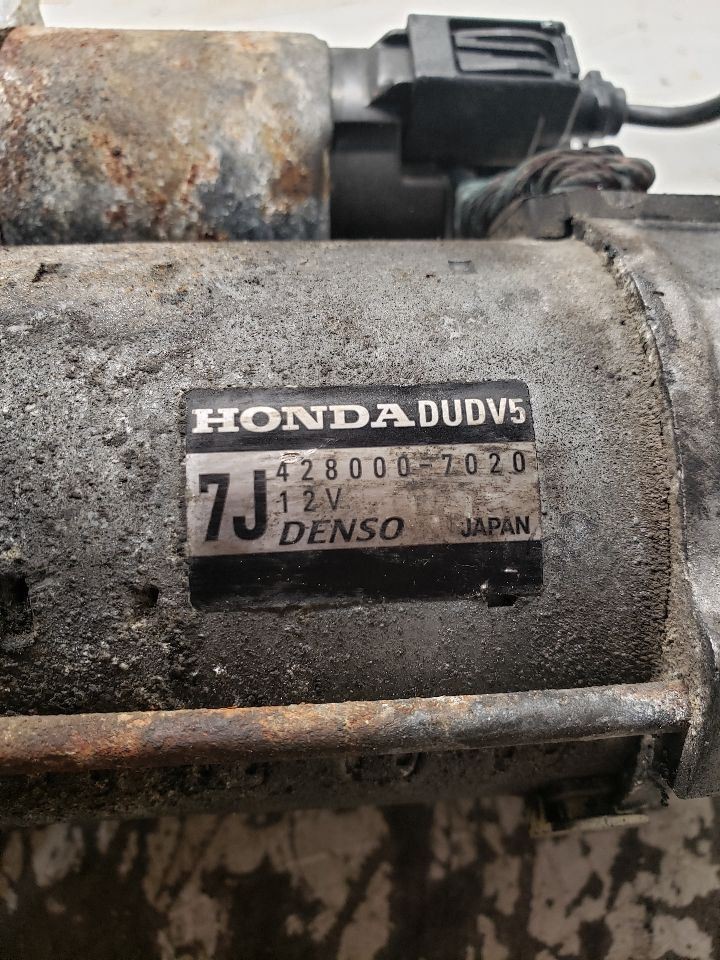 HONDA DUDV5
7J 428000-7020
12V
DENSO JAPAN